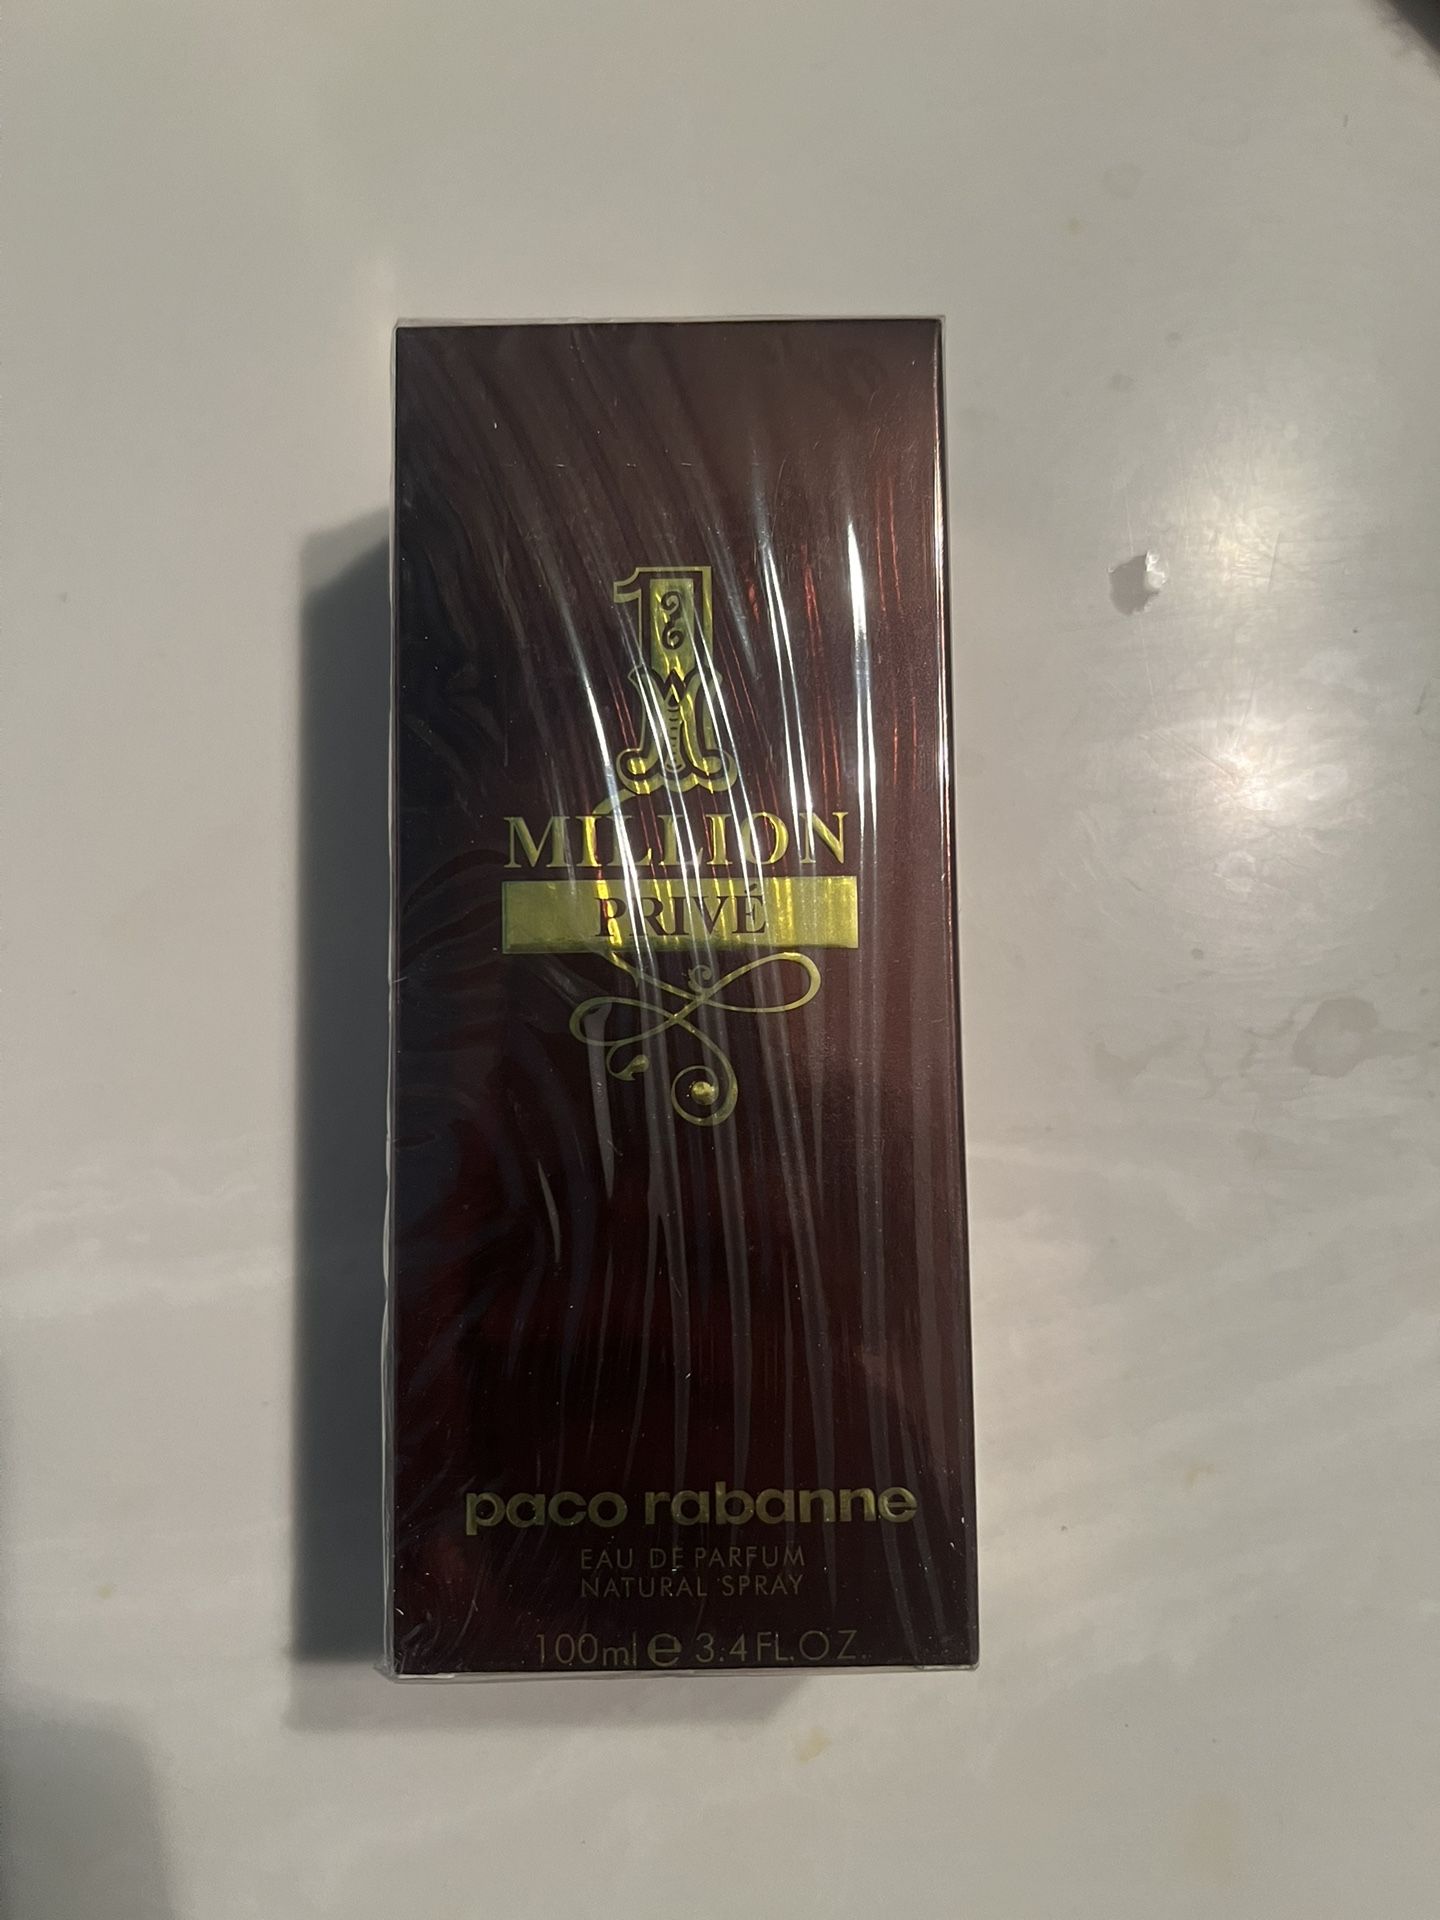 1
MILLION
PRIVÉ
paco rabanne
EAU DE PARFUM
NATURAL SPRAY
100ml e 3.4FL.OZ.